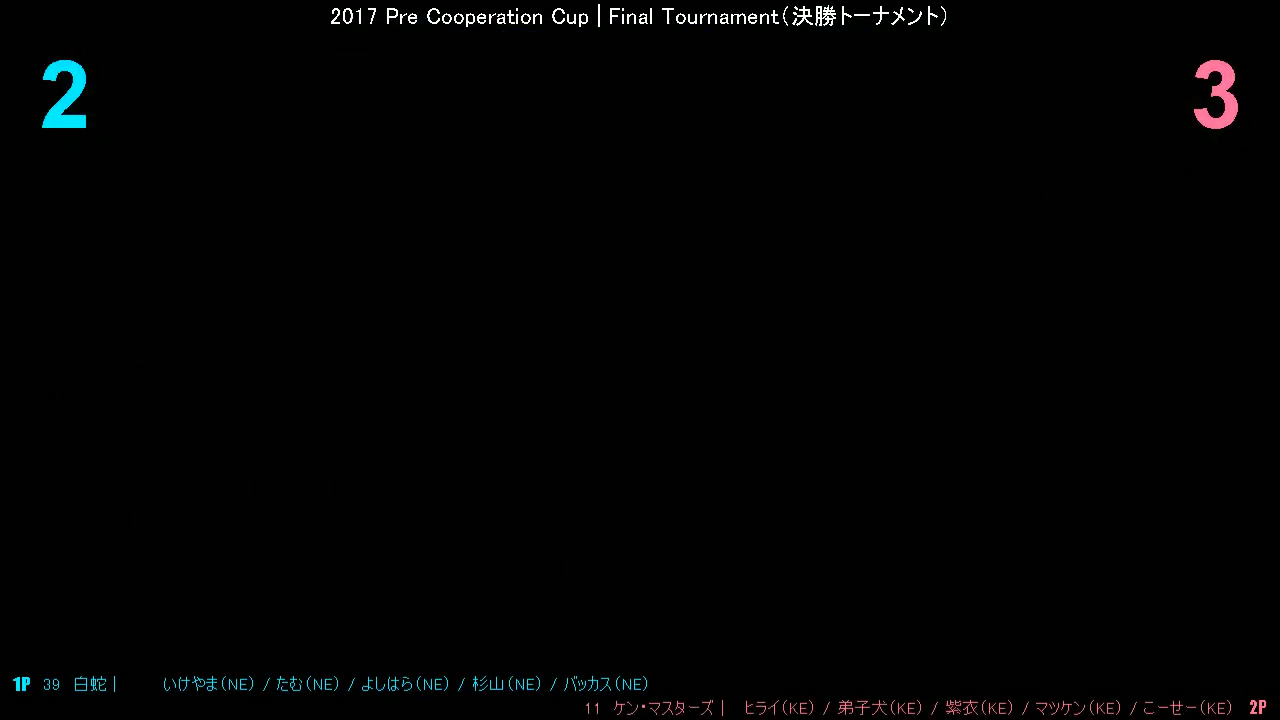 2017 Pre Cooperation Cup | Final Tournament(決勝トーナメント)
2
3
1P 39 白蛇 | いけやま(NE) / たむ(NE) / よしはら(NE) / 杉山(NE) / バッカス(NE)
11 ケン・マスターズ | ヒライ(KE) / 弟子犬(KE) / 紫衣(KE) / マツケン(KE) / こーせー(KE) 2P